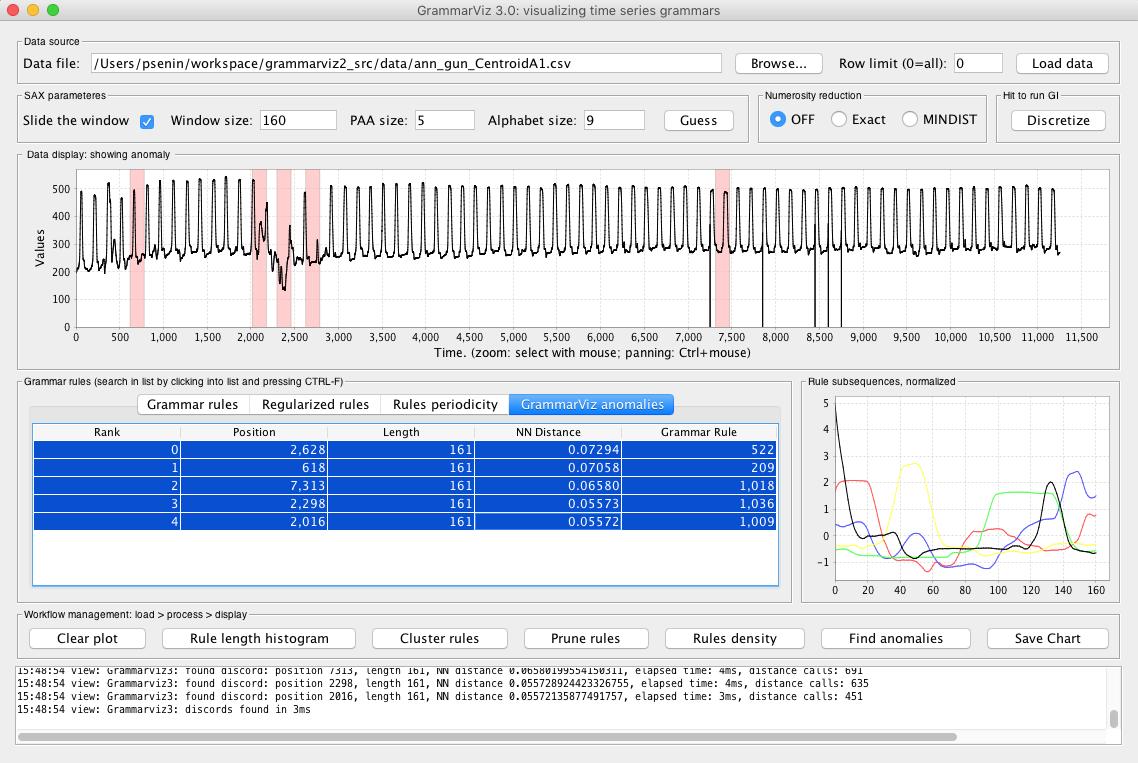 GrammarViz 3.0: visualizing time series grammars
Data source
Data file: /Users/psenin/workspace/grammarviz2_src/data/ann_gun_CentroidA1.csv Browse... Row limit (0=all): 0 Load data
SAX parameteres Numerosity reduction Hit to run GI
Slide the window Window size: 160 PAA size: 5 Alphabet size: 9 Guess OFF Exact MINDIST Discretize
Data display: showing anomaly
Values
500
400
300
200
100
0
0 500 1,000 1,500 2,000 2,500 3,000 3,500 4,000 4,500 5,000 5,500 6,000 6,500 7,000 7,500 8,000 8,500 9,000 9,500 10,000 10,500 11,000 11,500
Time. (zoom: select with mouse; panning: Ctrl+mouse)
Grammar rules (search in list by clicking into list and pressing CTRL-F)
Grammar rules Regularized rules Rules periodicity GrammarViz anomalies
Rank Position Length NN Distance Grammar Rule
0 2,628 161 0.07294 522
1 618 161 0.07058 209
2 7,313 161 0.06580 1,018
3 2,298 161 0.05573 1,036
4 2,016 161 0.05572 1,009
Rule subsequences, normalized
5
4
3
2
1
0
-1
0 20 40 60 80 100 120 140 160
Workflow management: load > process > display
Clear plot Rule length histogram Cluster rules Prune rules Rules density Find anomalies Save Chart
15:48:54 view: Grammarviz3: found discord: position 7313, length 161, NN distance 0.06580199554150311, elapsed time: 4ms, distance calls: 691
15:48:54 view: Grammarviz3: found discord: position 2298, length 161, NN distance 0.055728924423326755, elapsed time: 4ms, distance calls: 635
15:48:54 view: Grammarviz3: found discord: position 2016, length 161, NN distance 0.05572135877491757, elapsed time: 3ms, distance calls: 451
15:48:54 view: Grammarviz3: discords found in 3ms